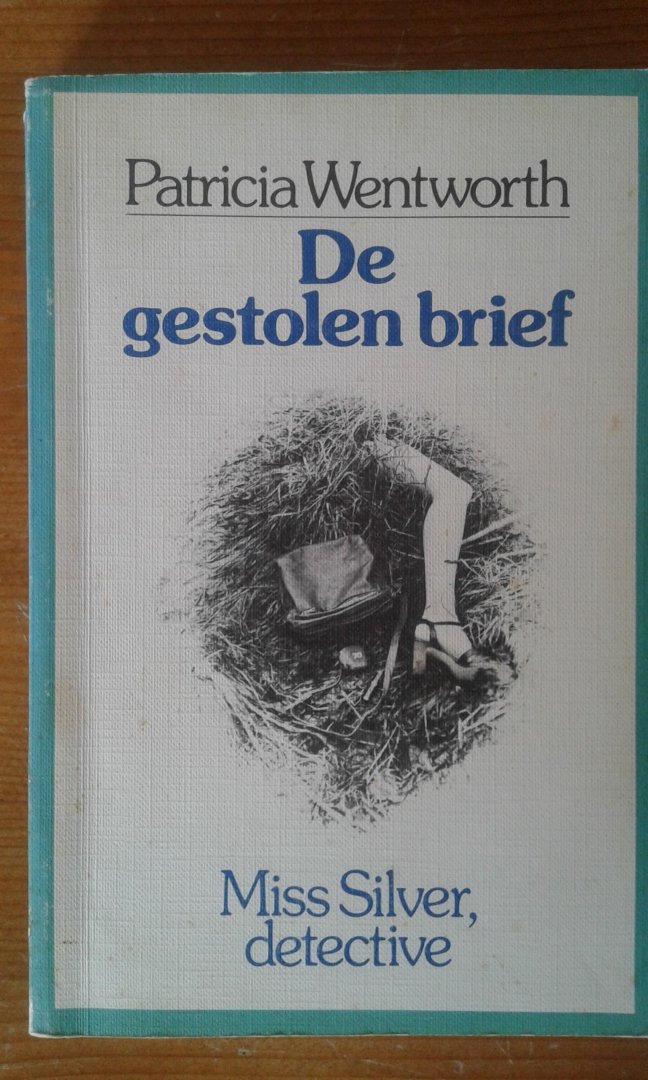 Patricia Wentworth
De
gestolen brief
Miss Silver,
detective